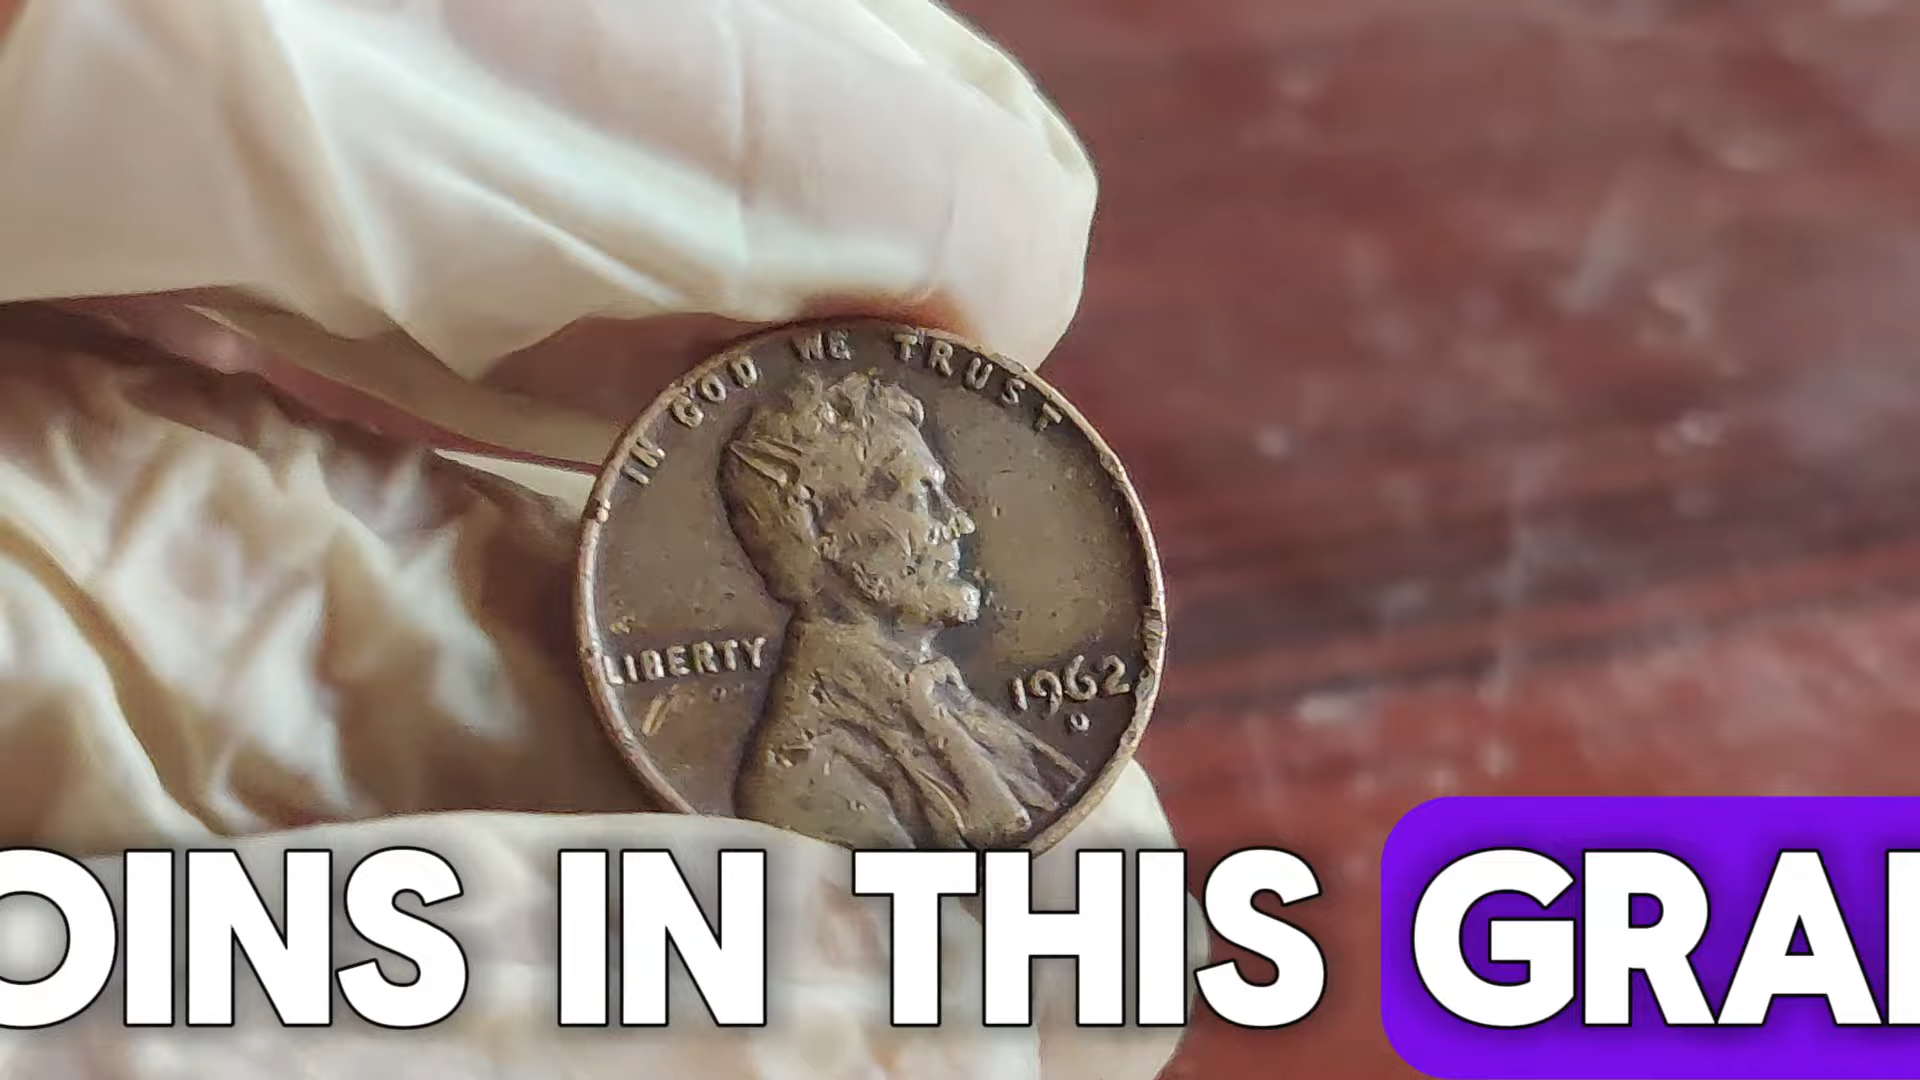 IN GOD WE TRUST
LIBERTY
1962
D
OINS IN THIS GRA